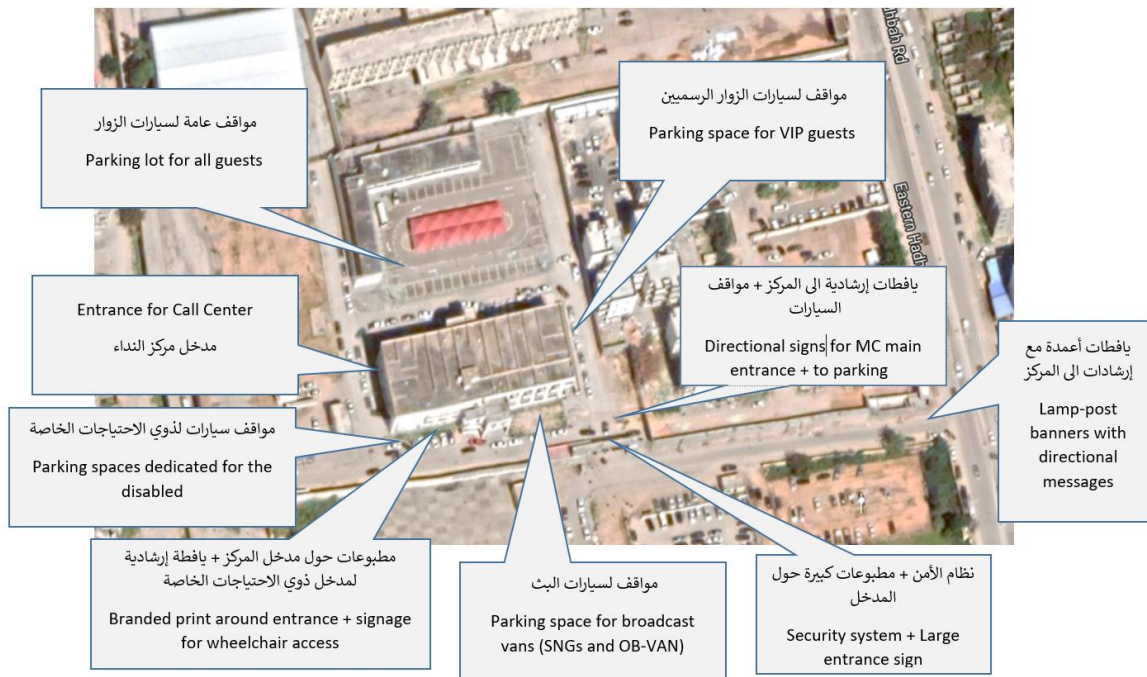 hbah Rd
Eastern Hadh
مواقف عامة لسيارات الزوار
Parking lot for all guests
مواقف لسيارات الزوار الرسميين
Parking space for VIP guests
Entrance for Call Center
مدخل مركز النداء
يافطات إرشادية الى المركز + مواقف
السيارات
Directional signs for MC main
entrance + to parking
يافطات أعمدة مع
إرشادات الى المركز
Lamp-post
banners with
directional
messages
مواقف سيارات لذوي الاحتياجات الخاصة
Parking spaces dedicated for the
disabled
مطبوعات حول مدخل المركز + يافطة إرشادية
لمدخل ذوي الاحتياجات الخاصة
Branded print around entrance + signage
for wheelchair access
مواقف لسيارات البث
Parking space for broadcast
vans (SNGs and OB-VAN)
نظام الأمن + مطبوعات كبيرة حول
المدخل
Security system + Large
entrance sign